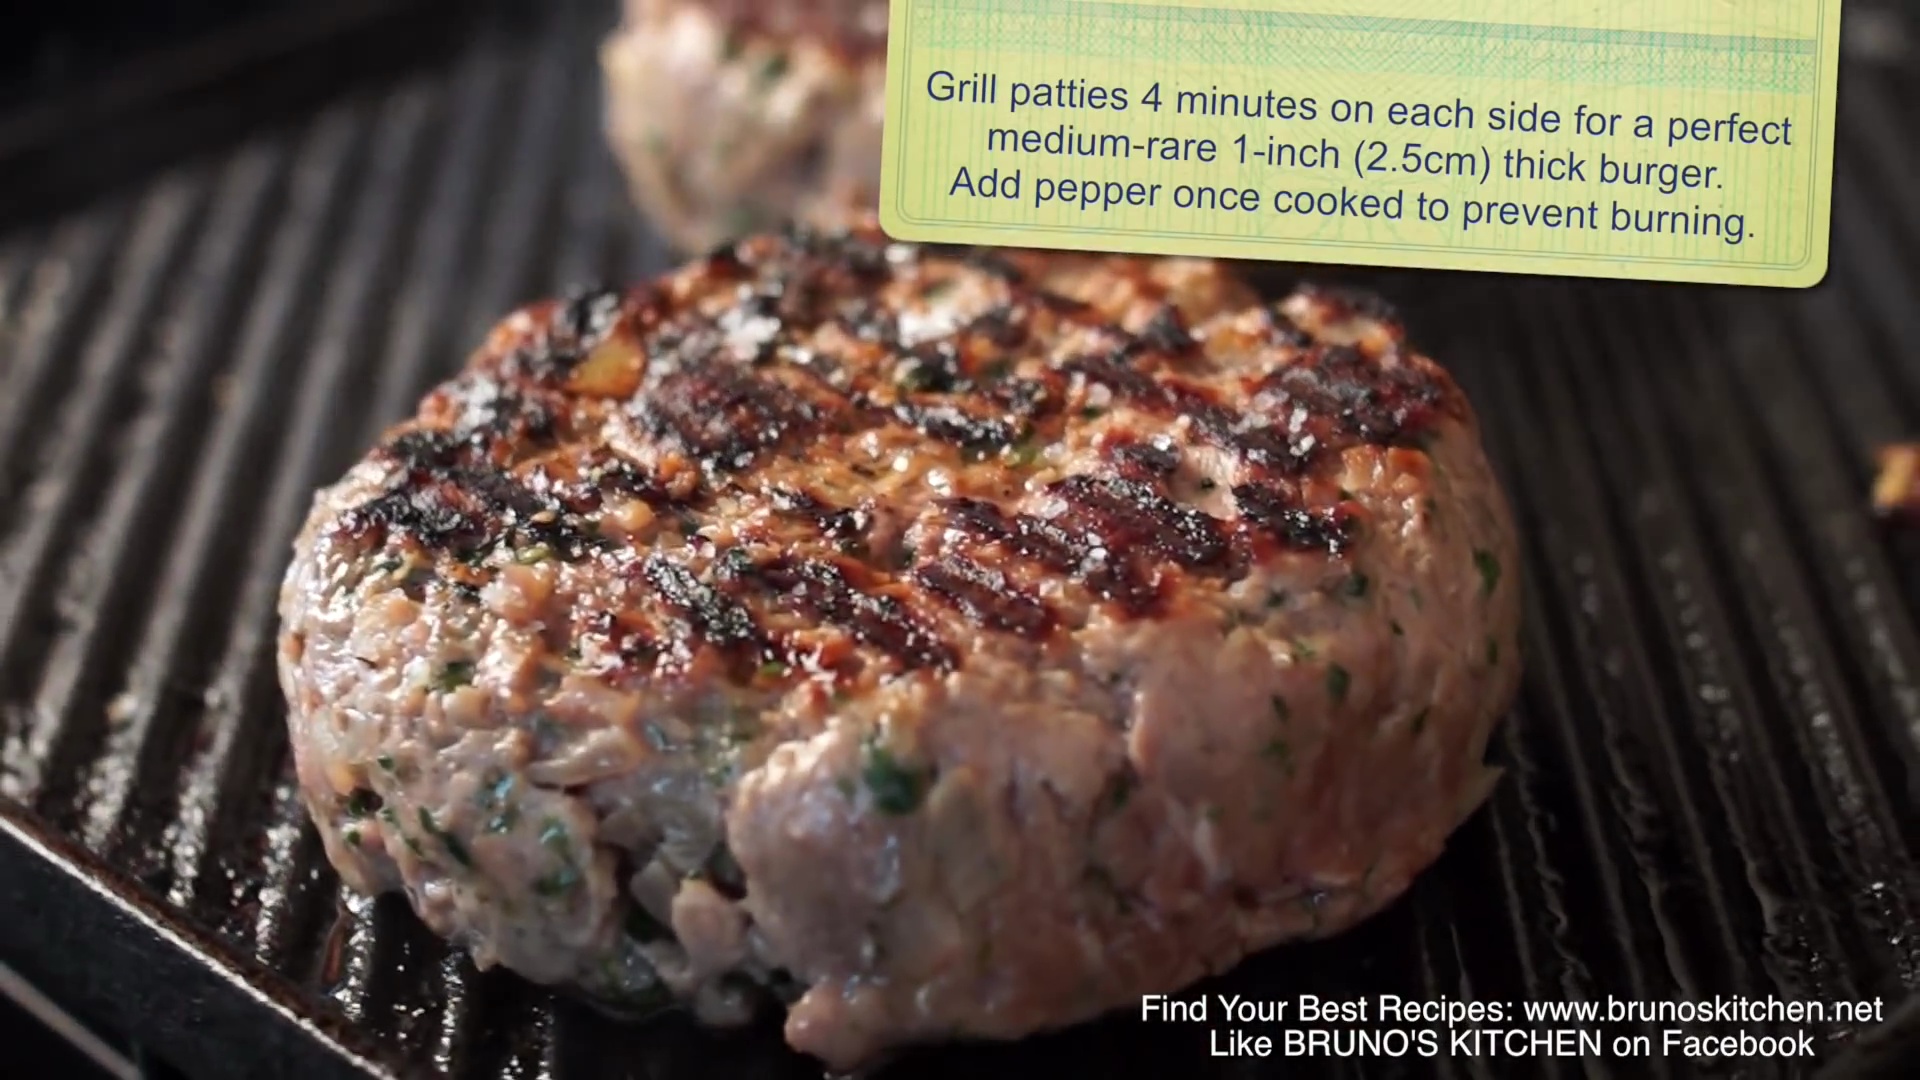 Grill patties 4 minutes on each side for a perfect
medium-rare 1-inch (2.5cm) thick burger.
Add pepper once cooked to prevent burning.
Find Your Best Recipes: www.brunoskitchen.net
Like BRUNO'S KITCHEN on Facebook